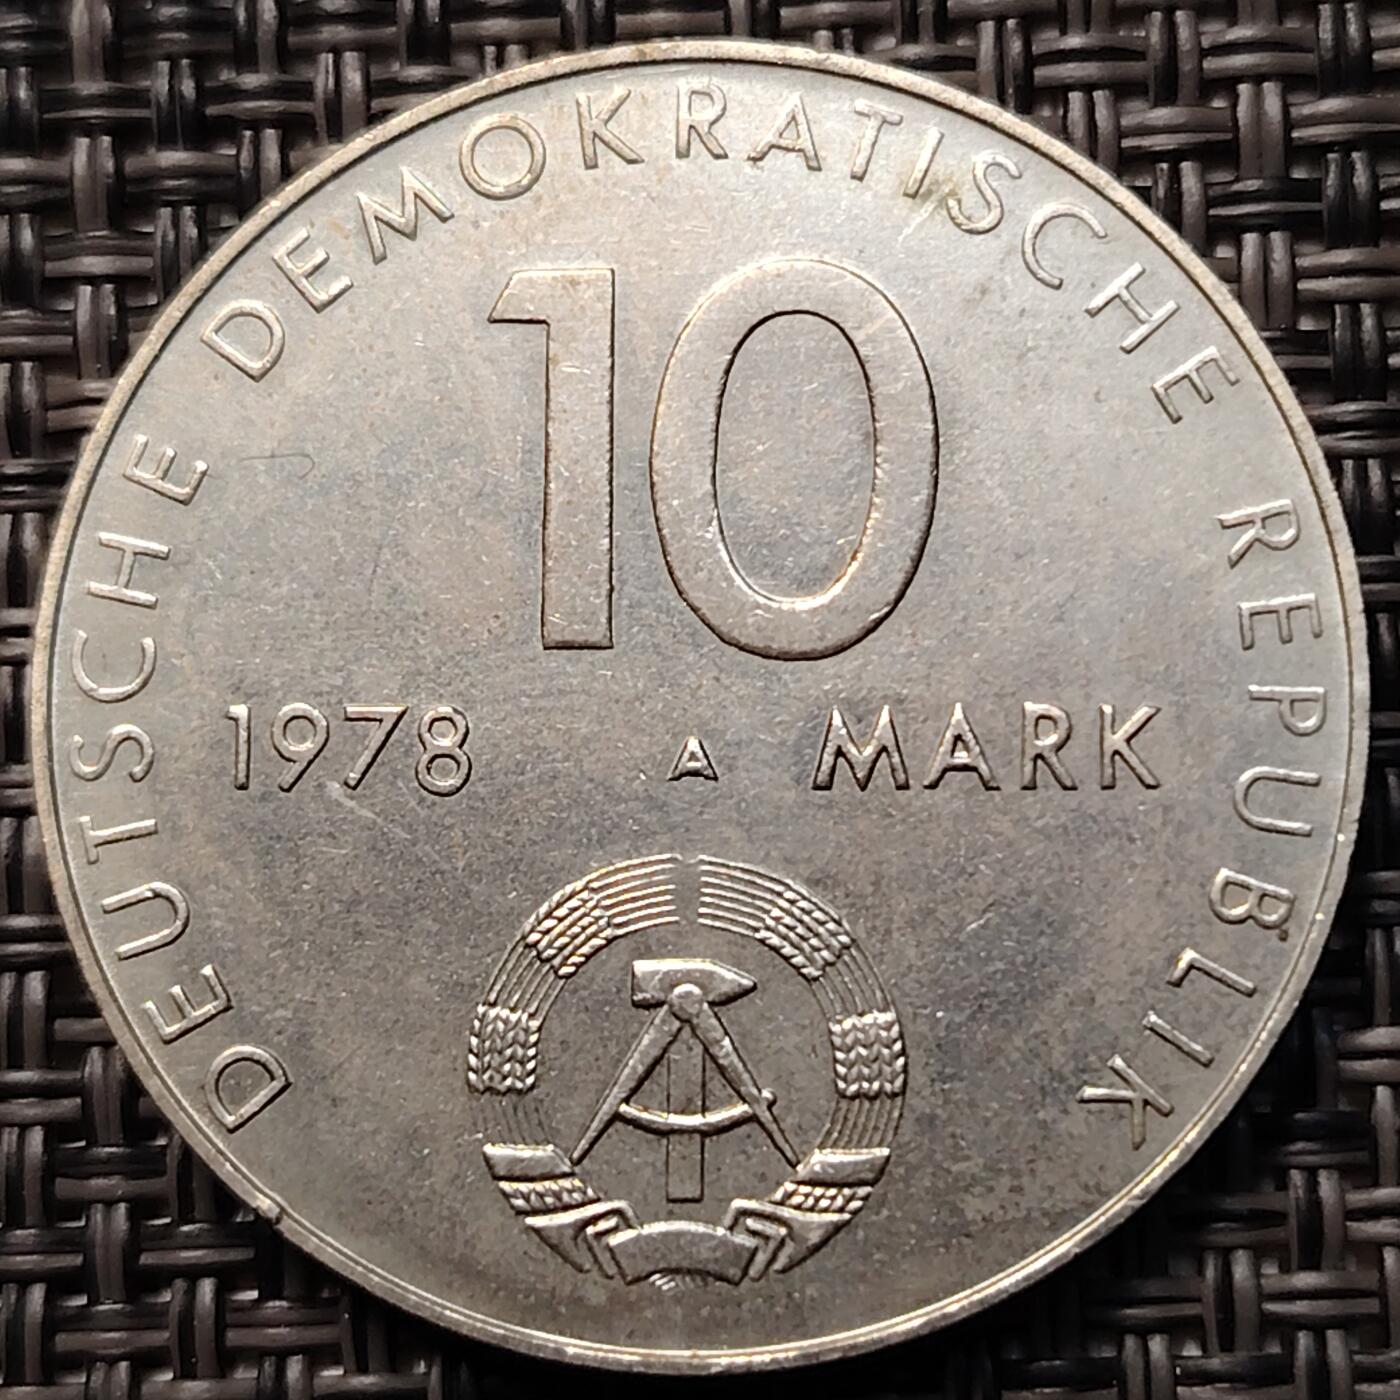 DEUTSCHE DEMOKRATISCHE REPUBLIK
10
1978 A MARK